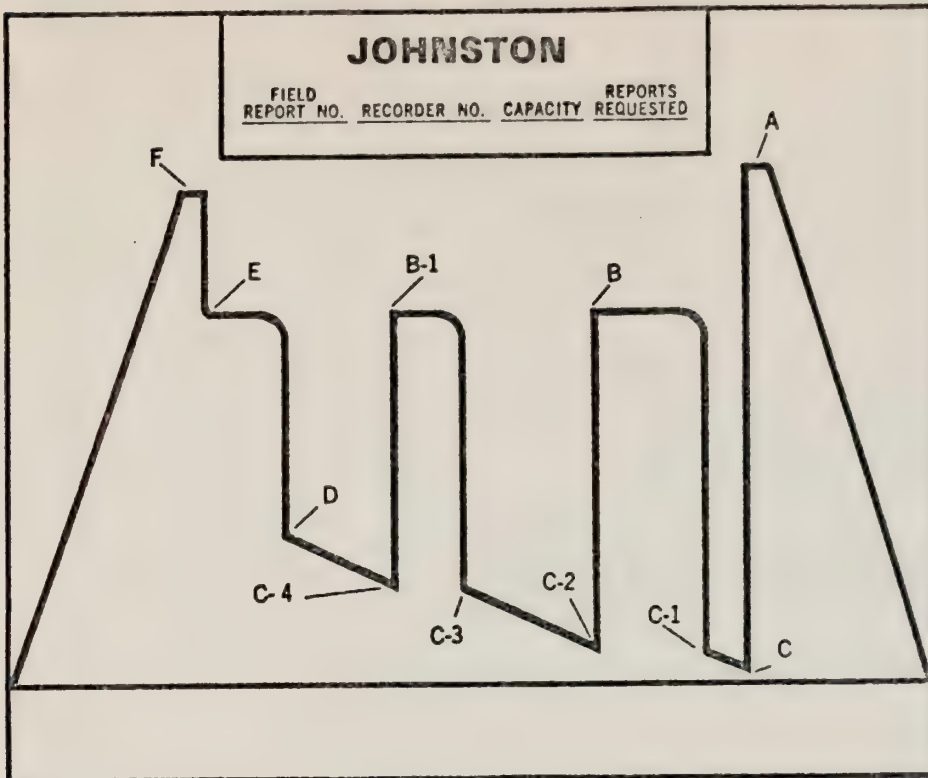 JOHNSTON
FIELD REPORT NO. RECORDER NO. CAPACITY REPORTS REQUESTED
A
F
E
B-1
B
D
C-4
C-3
C-2
C-1
C